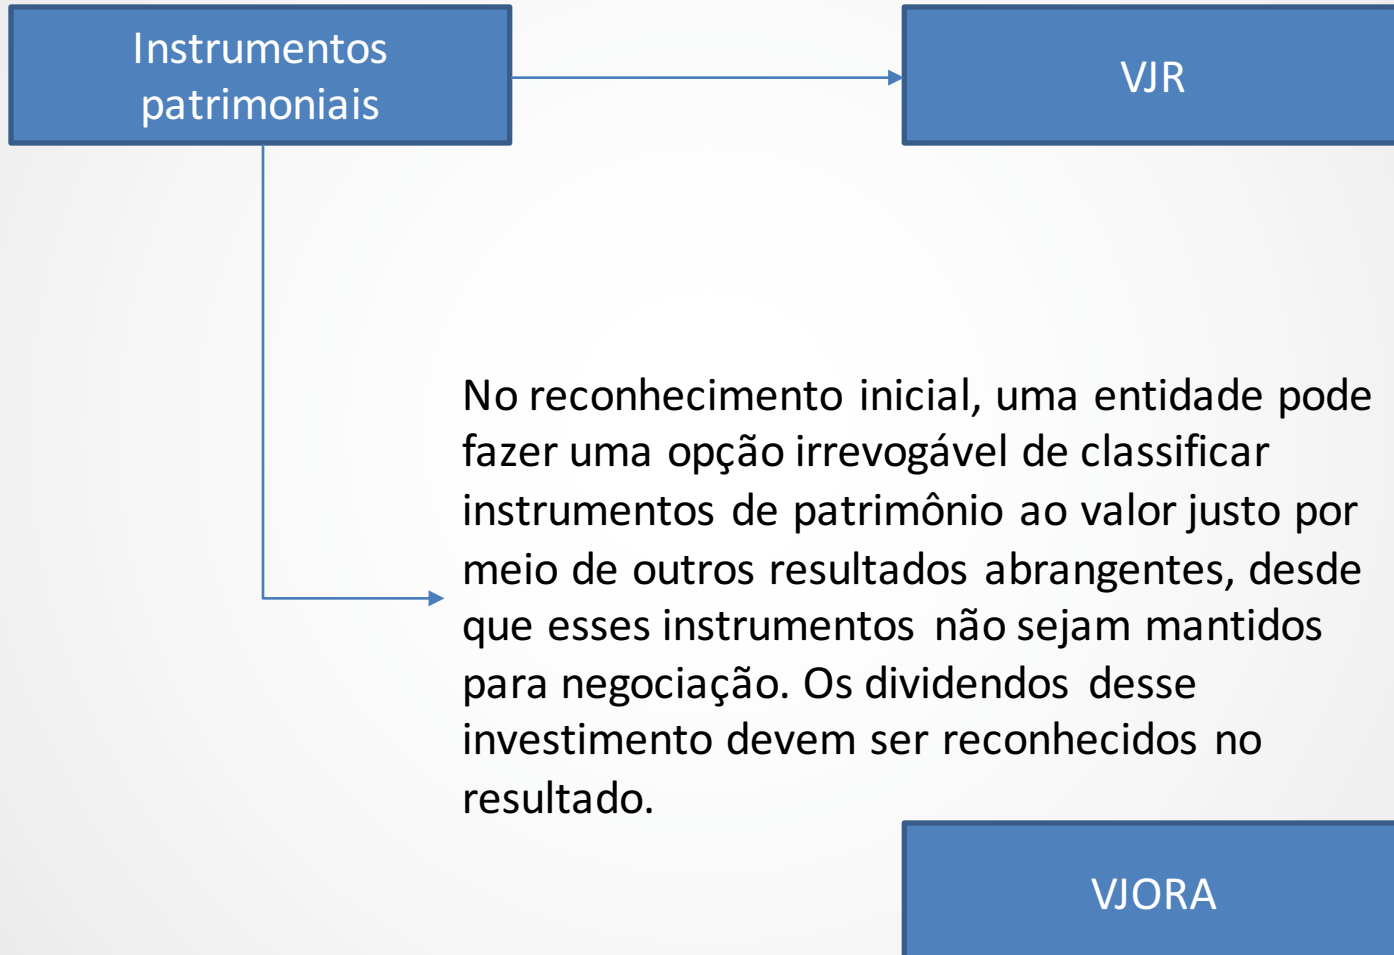 Instrumentos
patrimoniais
VJR
No reconhecimento inicial, uma entidade pode
fazer uma opção irrevogável de classificar
instrumentos de patrimônio ao valor justo por
meio de outros resultados abrangentes, desde
que esses instrumentos não sejam mantidos
para negociação. Os dividendos desse
investimento devem ser reconhecidos no
resultado.
VJORA